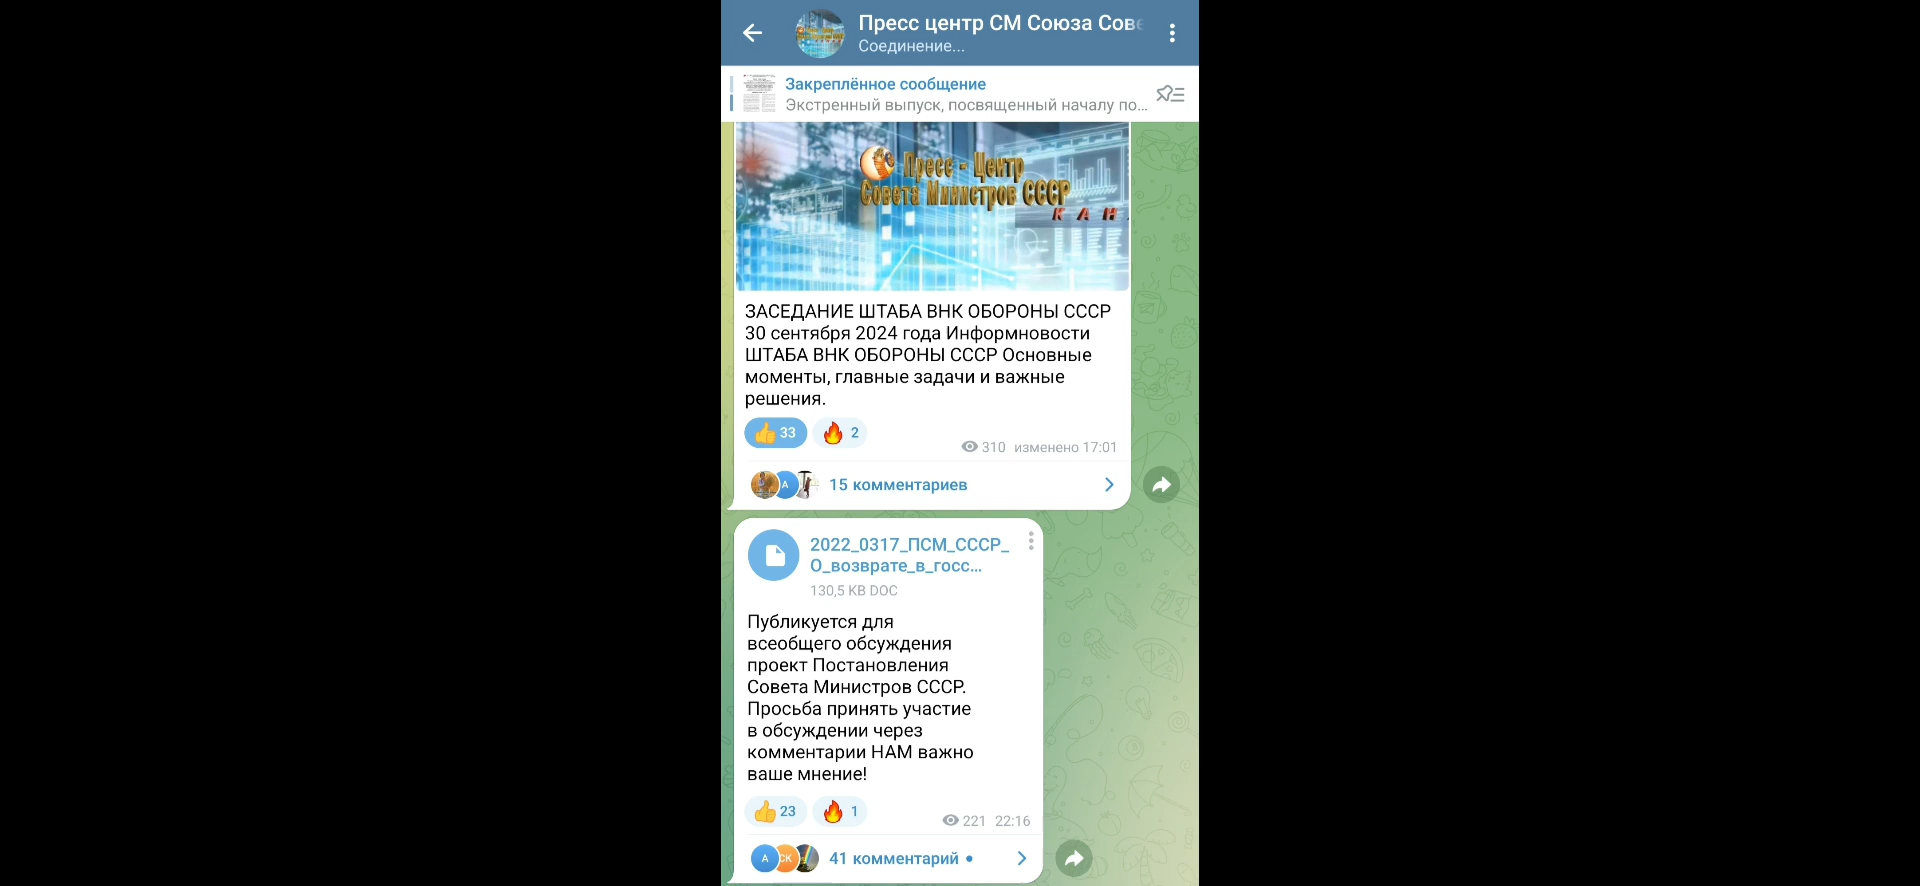 Пресс центр СМ Союза Сове
Соединение...
Закреплённое сообщение
Экстренный выпуск, посвященный началу по...
Пресс - Центр
Совета Министров СССР
КАН
ЗАСЕДАНИЕ ШТАБА ВНК ОБОРОНЫ СССР
30 сентября 2024 года Информновости
ШТАБА ВНК ОБОРОНЫ СССР Основные
моменты, главные задачи и важные
решения.
33 2
310 изменено 17:01
А
15 комментариев
2022_0317_ПСМ_СССР_
О_возврате_в_госс...
130,5 KB DOC
Публикуется для
всеобщего обсуждения
проект Постановления
Совета Министров СССР.
Просьба принять участие
в обсуждении через
комментарии НАМ важно
ваше мнение!
23 1
221 22:16
А СК
41 комментарий